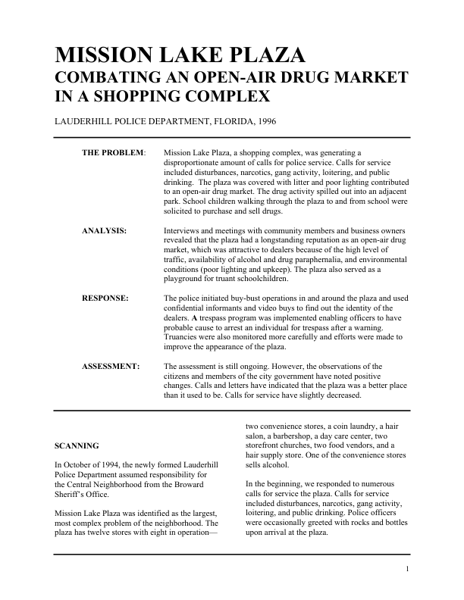 MISSION LAKE PLAZA
COMBATING AN OPEN-AIR DRUG MARKET
IN A SHOPPING COMPLEX
LAUDERHILL POLICE DEPARTMENT, FLORIDA, 1996
THE PROBLEM: Mission Lake Plaza, a shopping complex, was generating a
disproportionate amount of calls for police service. Calls for service
included disturbances, narcotics, gang activity, loitering, and public
drinking. The plaza was covered with litter and poor lighting contributed
to an open-air drug market. The drug activity spilled out into an adjacent
park. School children walking through the plaza to and from school were
solicited to purchase and sell drugs.
ANALYSIS: Interviews and meetings with community members and business owners
revealed that the plaza had a longstanding reputation as an open-air drug
market, which was attractive to dealers because of the high level of
traffic, availability of alcohol and drug paraphernalia, and environmental
conditions (poor lighting and upkeep). The plaza also served as a
playground for truant schoolchildren.
RESPONSE: The police initiated buy-bust operations in and around the plaza and used
confidential informants and video buys to find out the identity of the
dealers. A trespass program was implemented enabling officers to have
probable cause to arrest an individual for trespass after a warning.
Truancies were also monitored more carefully and efforts were made to
improve the appearance of the plaza.
ASSESSMENT: The assessment is still ongoing. However, the observations of the
citizens and members of the city government have noted positive
changes. Calls and letters have indicated that the plaza was a better place
than it used to be. Calls for service have slightly decreased.
SCANNING
In October of 1994, the newly formed Lauderhill
Police Department assumed responsibility for
the Central Neighborhood from the Broward
Sheriff's Office.
Mission Lake Plaza was identified as the largest,
most complex problem of the neighborhood. The
plaza has twelve stores with eight in operation—
two convenience stores, a coin laundry, a hair
salon, a barbershop, a day care center, two
storefront churches, two food vendors, and a
hair supply store. One of the convenience stores
sells alcohol.
In the beginning, we responded to numerous
calls for service the plaza. Calls for service
included disturbances, narcotics, gang activity,
loitering, and public drinking. Police officers
were occasionally greeted with rocks and bottles
upon arrival at the plaza.
1